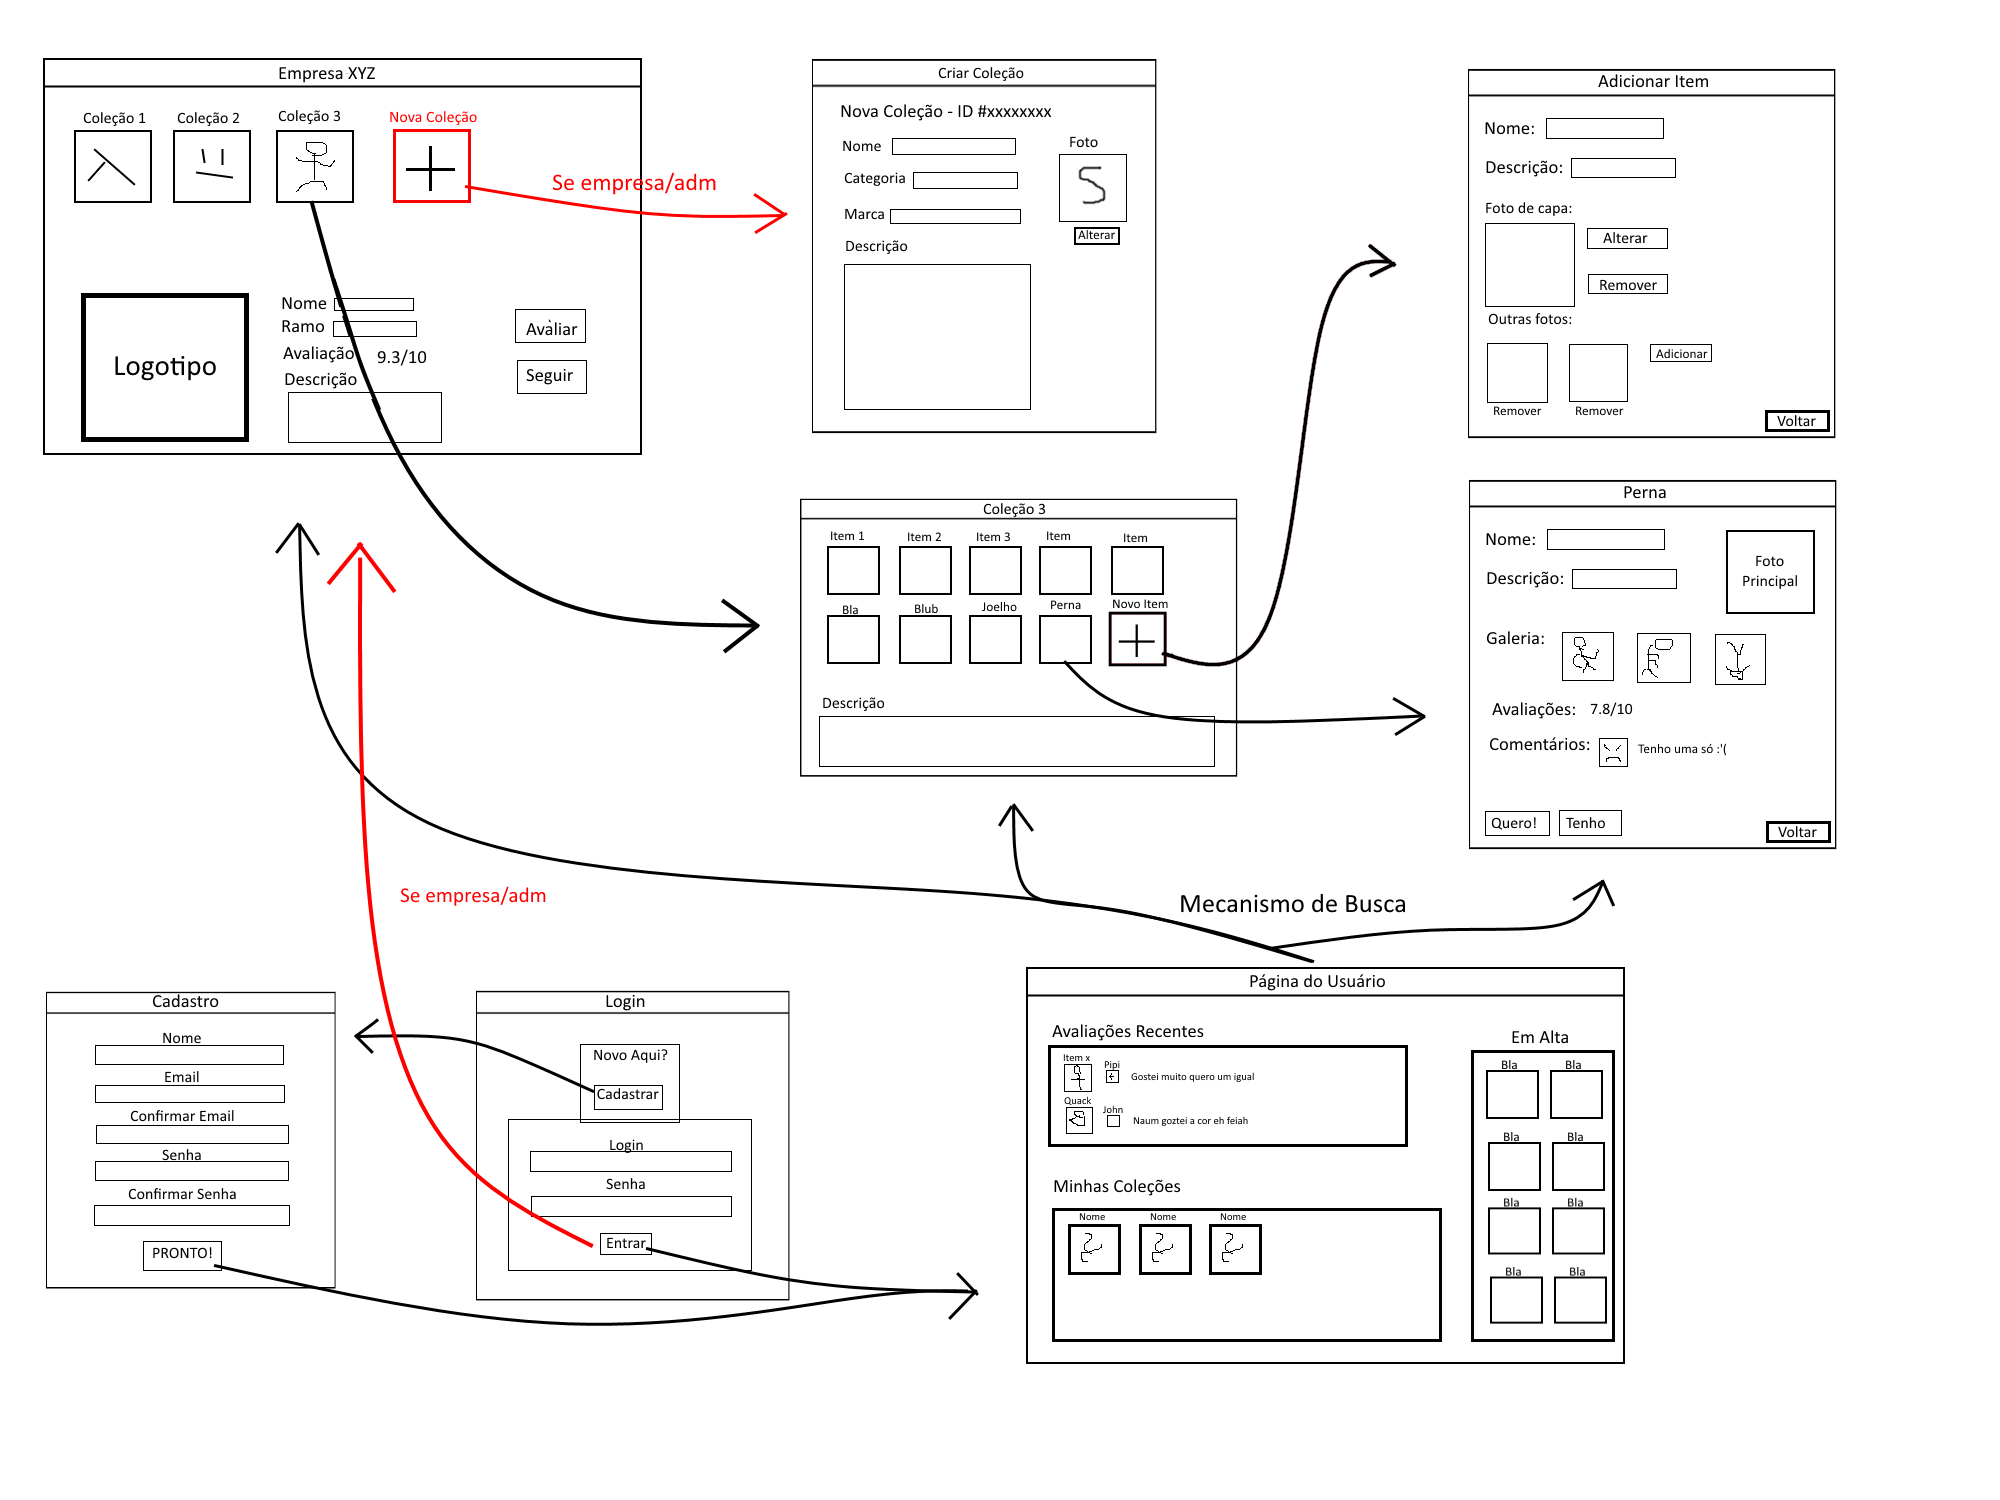 Empresa XYZ
Coleção 1
Coleção 2
Coleção 3
Nova Coleção
Se empresa/adm
Logotipo
Nome
Ramo
Avaliação 9.3/10
Descrição
Avaliar
Seguir
Criar Coleção
Nova Coleção - ID #xxxxxxxx
Nome
Categoria
Marca
Descrição
Foto
Alterar
Adicionar Item
Nome:
Descrição:
Foto de capa:
Alterar
Remover
Outras fotos:
Adicionar
Remover
Remover
Voltar
Coleção 3
Item 1
Item 2
Item 3
Item
Item
Bla
Blub
Joelho
Perna
Novo Item
Descrição
Perna
Nome:
Descrição:
Foto
Principal
Galeria:
Avaliações: 7.8/10
Comentários:
Tenho uma só :'(
Quero!
Tenho
Voltar
Se empresa/adm
Mecanismo de Busca
Cadastro
Nome
Email
Confirmar Email
Senha
Confirmar Senha
PRONTO!
Login
Novo Aqui?
Cadastrar
Login
Senha
Entrar
Página do Usuário
Avaliações Recentes
Item x
Pipi
Gostei muito quero um igual
Quack
John
Naum goztei a cor eh feiah
Minhas Coleções
Nome
Nome
Nome
Em Alta
Bla
Bla
Bla
Bla
Bla
Bla
Bla
Bla